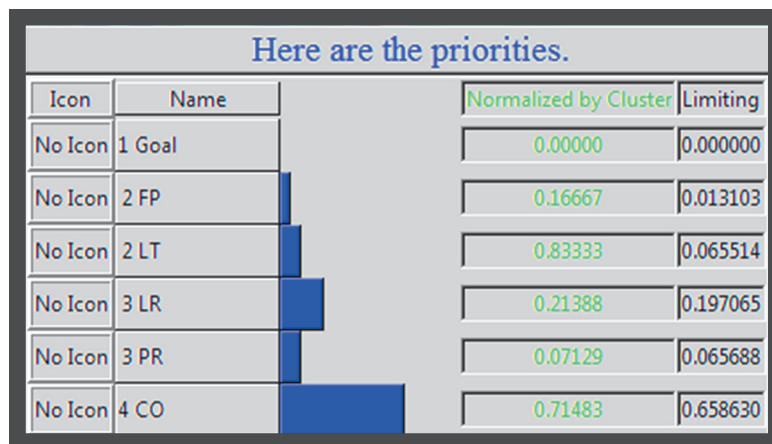 Here are the priorities.
Icon Name Normalized by Cluster Limiting
No Icon 1 Goal 0.00000 0.000000
No Icon 2 FP 0.16667 0.013103
No Icon 2 LT 0.83333 0.065514
No Icon 3 LR 0.21388 0.197065
No Icon 3 PR 0.07129 0.065688
No Icon 4 CO 0.71483 0.658630